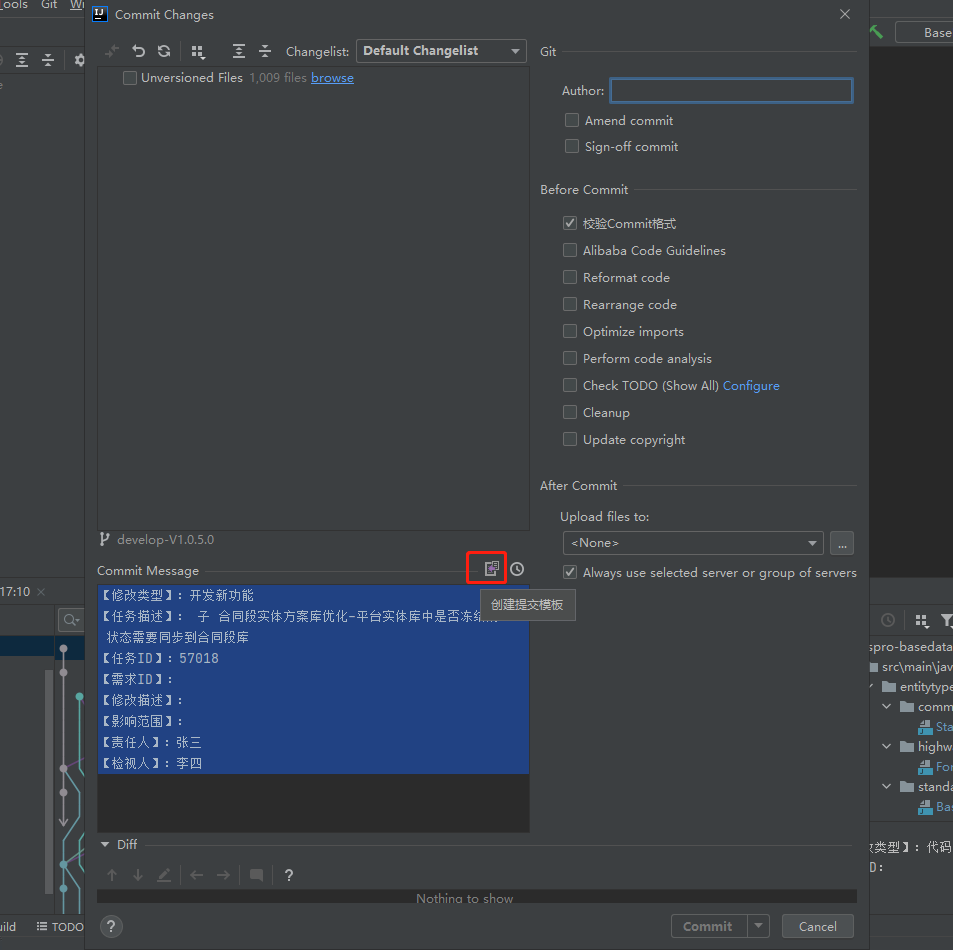 Tools
Git
Commit Changes
Base
Changelist:
Default Changelist
Git
Unversioned Files 1,009 files browse
Author:
Amend commit
Sign-off commit
Before Commit
校验Commit格式
Alibaba Code Guidelines
Reformat code
Rearrange code
Optimize imports
Perform code analysis
Check TODO (Show All) Configure
Cleanup
Update copyright
After Commit
Upload files to:
<None>
...
Always use selected server or group of servers
develop-V1.0.5.0
Commit Message
创建提交模板
【修改类型】: 开发新功能
【任务描述】: 子 合同段实体方案库优化-平台实体库中是否冻结
状态需要同步到合同段库
【任务ID】: 57018
【需求ID】:
【修改描述】:
【影响范围】:
【责任人】: 张三
【检视人】: 李四
17:10
Diff
?
Nothing to show
?
Commit
Cancel
TODO
spro-basedata
src\main\jav
entitytype
comm
Sta
highw
For
standa
Bas
改类型】: 代码
ID: